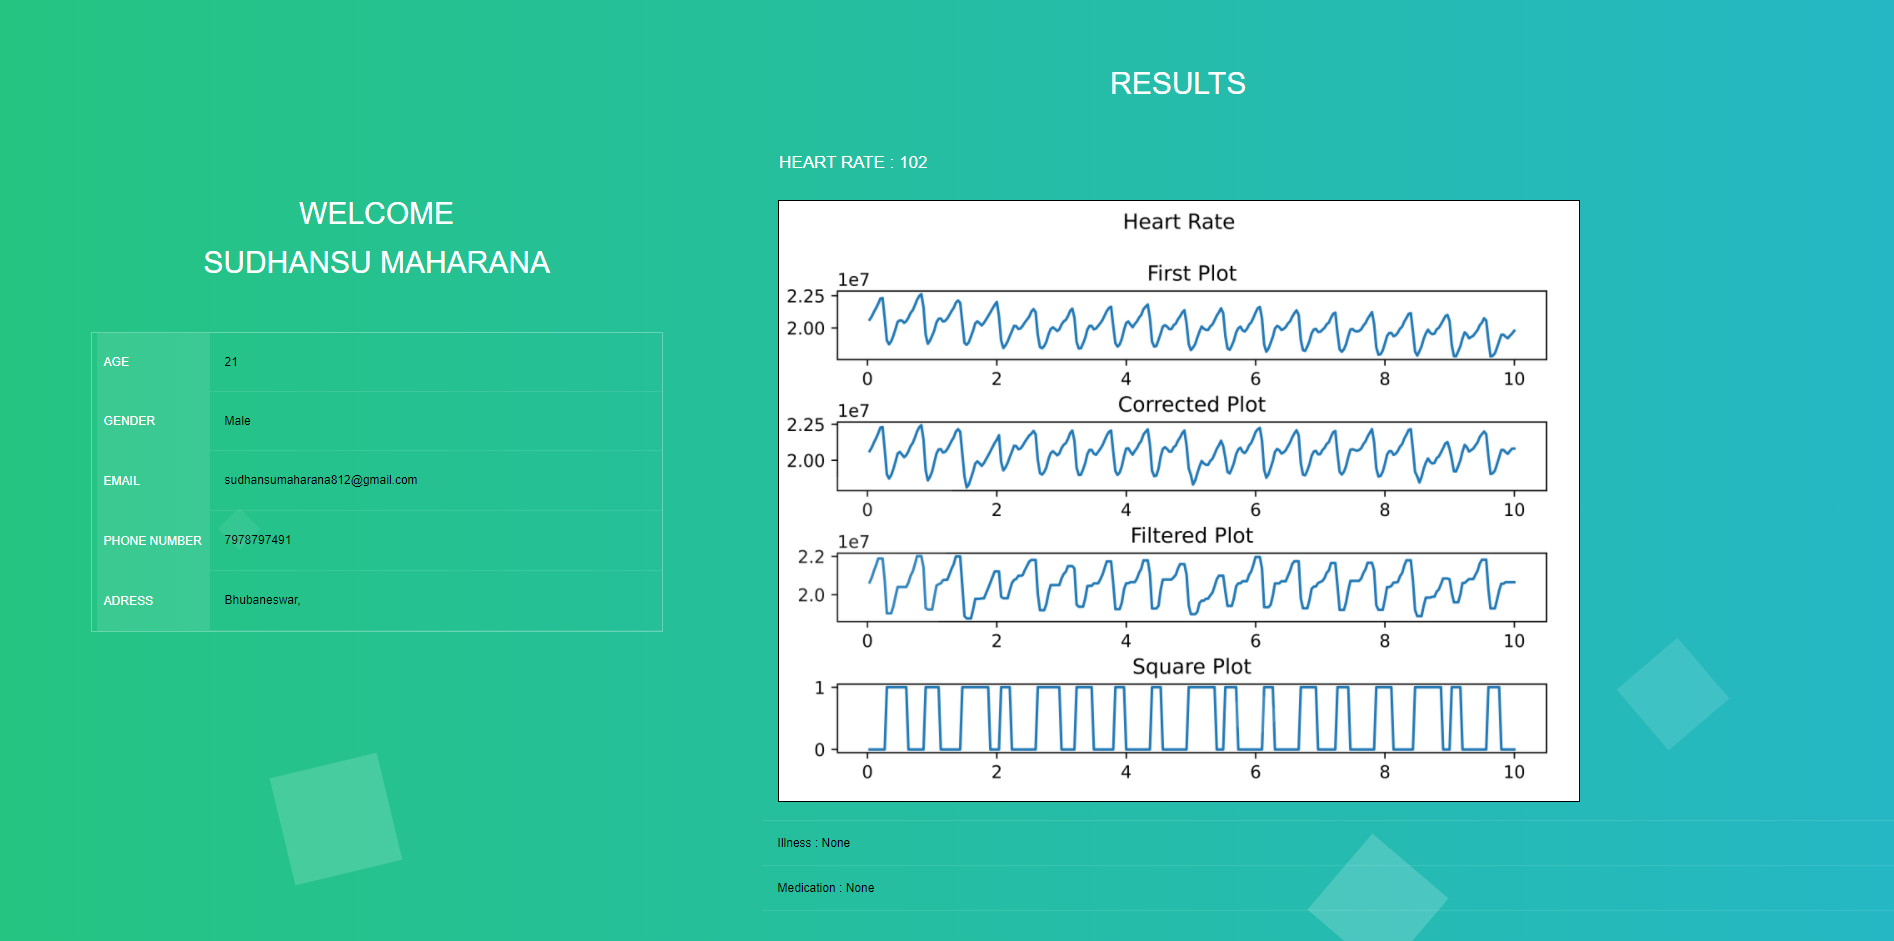 WELCOME
SUDHANSU MAHARANA
AGE 21
GENDER Male
EMAIL sudhansumaharana812@gmail.com
PHONE NUMBER 7978797491
ADRESS Bhubaneswar,
RESULTS
HEART RATE : 102
Heart Rate
First Plot
1e7
2.25
2.00
0 2 4 6 8 10
Corrected Plot
1e7
2.25
2.00
0 2 4 6 8 10
Filtered Plot
1e7
2.2
2.0
0 2 4 6 8 10
Square Plot
1
0
0 2 4 6 8 10
Illness : None
Medication : None